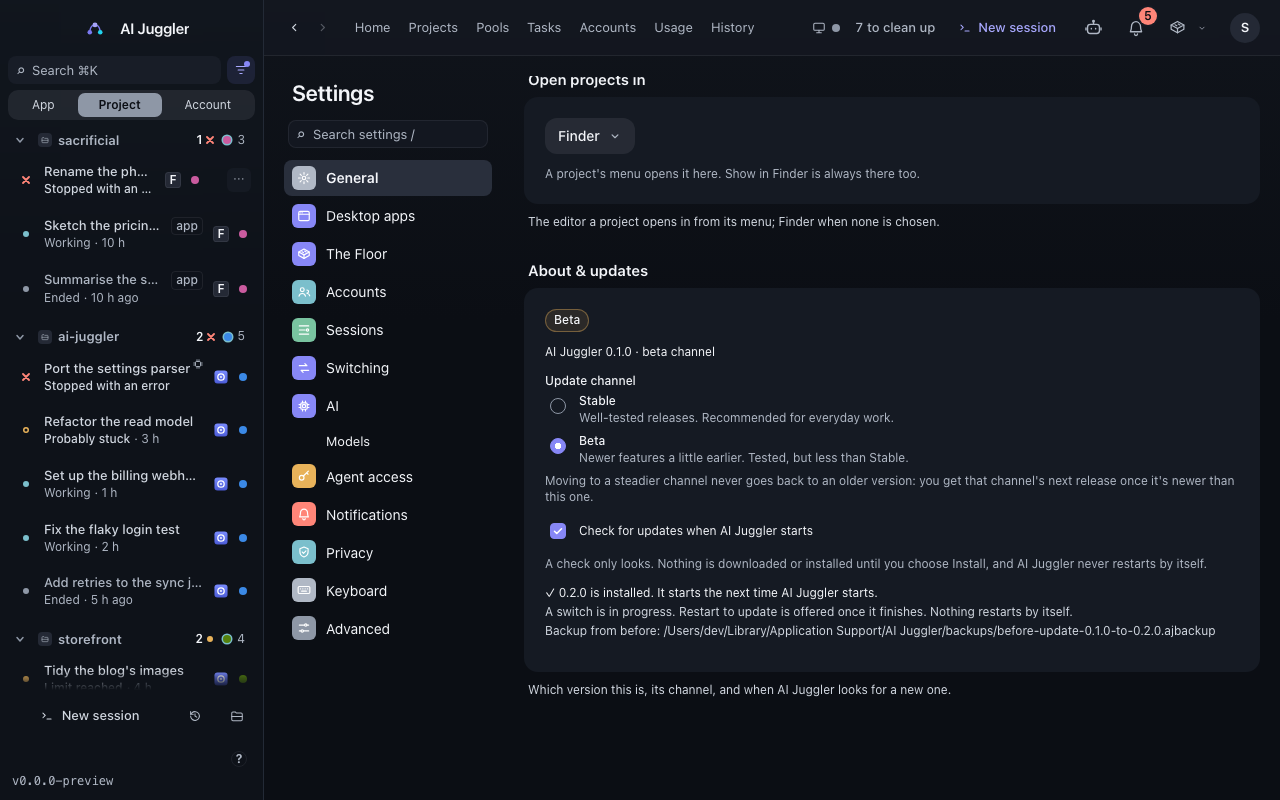 AI Juggler
Search ⌘K
App Project Account
sacrificial 1 3
Rename the ph... F
Stopped with an ...
Sketch the pricin... app F
Working · 10 h
Summarise the s... app F
Ended · 10 h ago
ai-juggler 2 5
Port the settings parser
Stopped with an error
Refactor the read model
Probably stuck · 3 h
Set up the billing webh...
Working · 1 h
Fix the flaky login test
Working · 2 h
Add retries to the sync j...
Ended · 5 h ago
storefront 2 4
Tidy the blog's images
Limit reached · 4 h
New session
?
v0.0.0-preview
Home Projects Pools Tasks Accounts Usage History 7 to clean up New session 5 S
Settings
Search settings /
General
Desktop apps
The Floor
Accounts
Sessions
Switching
AI
Models
Agent access
Notifications
Privacy
Keyboard
Advanced
Open projects in
Finder
A project's menu opens it here. Show in Finder is always there too.
The editor a project opens in from its menu; Finder when none is chosen.
About & updates
Beta
AI Juggler 0.1.0 · beta channel
Update channel
Stable
Well-tested releases. Recommended for everyday work.
Beta
Newer features a little earlier. Tested, but less than Stable.
Moving to a steadier channel never goes back to an older version: you get that channel's next release once it's newer than
this one.
Check for updates when AI Juggler starts
A check only looks. Nothing is downloaded or installed until you choose Install, and AI Juggler never restarts by itself.
✓ 0.2.0 is installed. It starts the next time AI Juggler starts.
A switch is in progress. Restart to update is offered once it finishes. Nothing restarts by itself.
Backup from before: /Users/dev/Library/Application Support/AI Juggler/backups/before-update-0.1.0-to-0.2.0.ajbackup
Which version this is, its channel, and when AI Juggler looks for a new one.